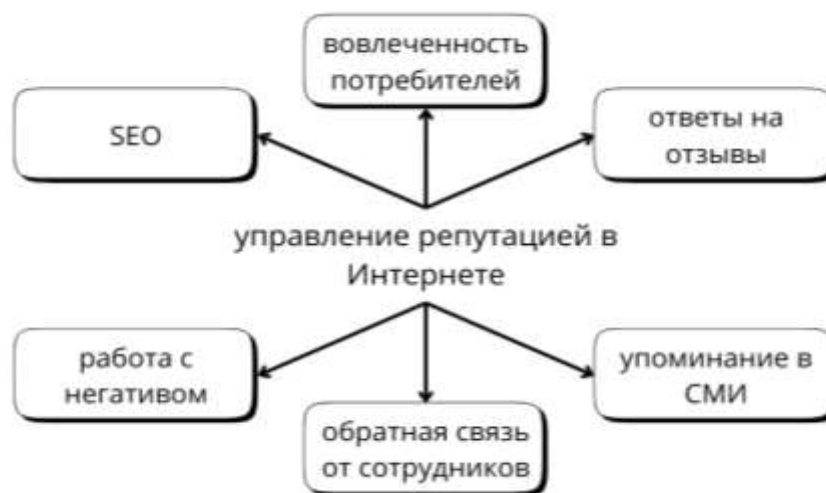 вовлеченность
потребителей
SEO
ответы на
отзывы
управление репутацией в
Интернете
работа с
негативом
упоминание в
СМИ
обратная связь
от сотрудников